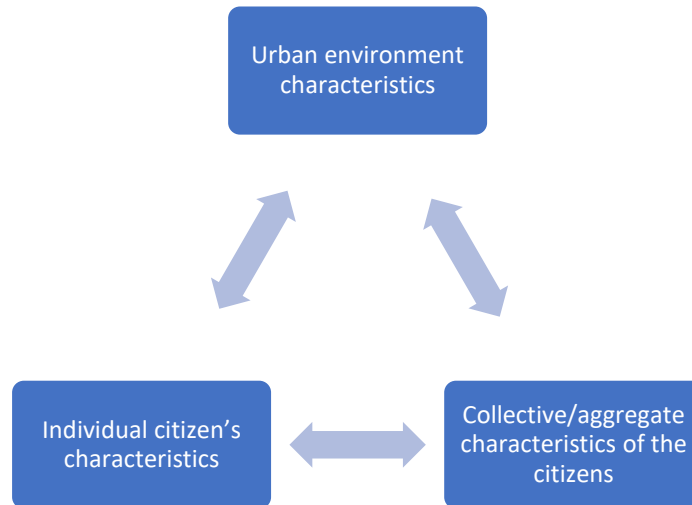 Urban environment
characteristics
Individual citizen’s
characteristics
Collective/aggregate
characteristics of the
citizens